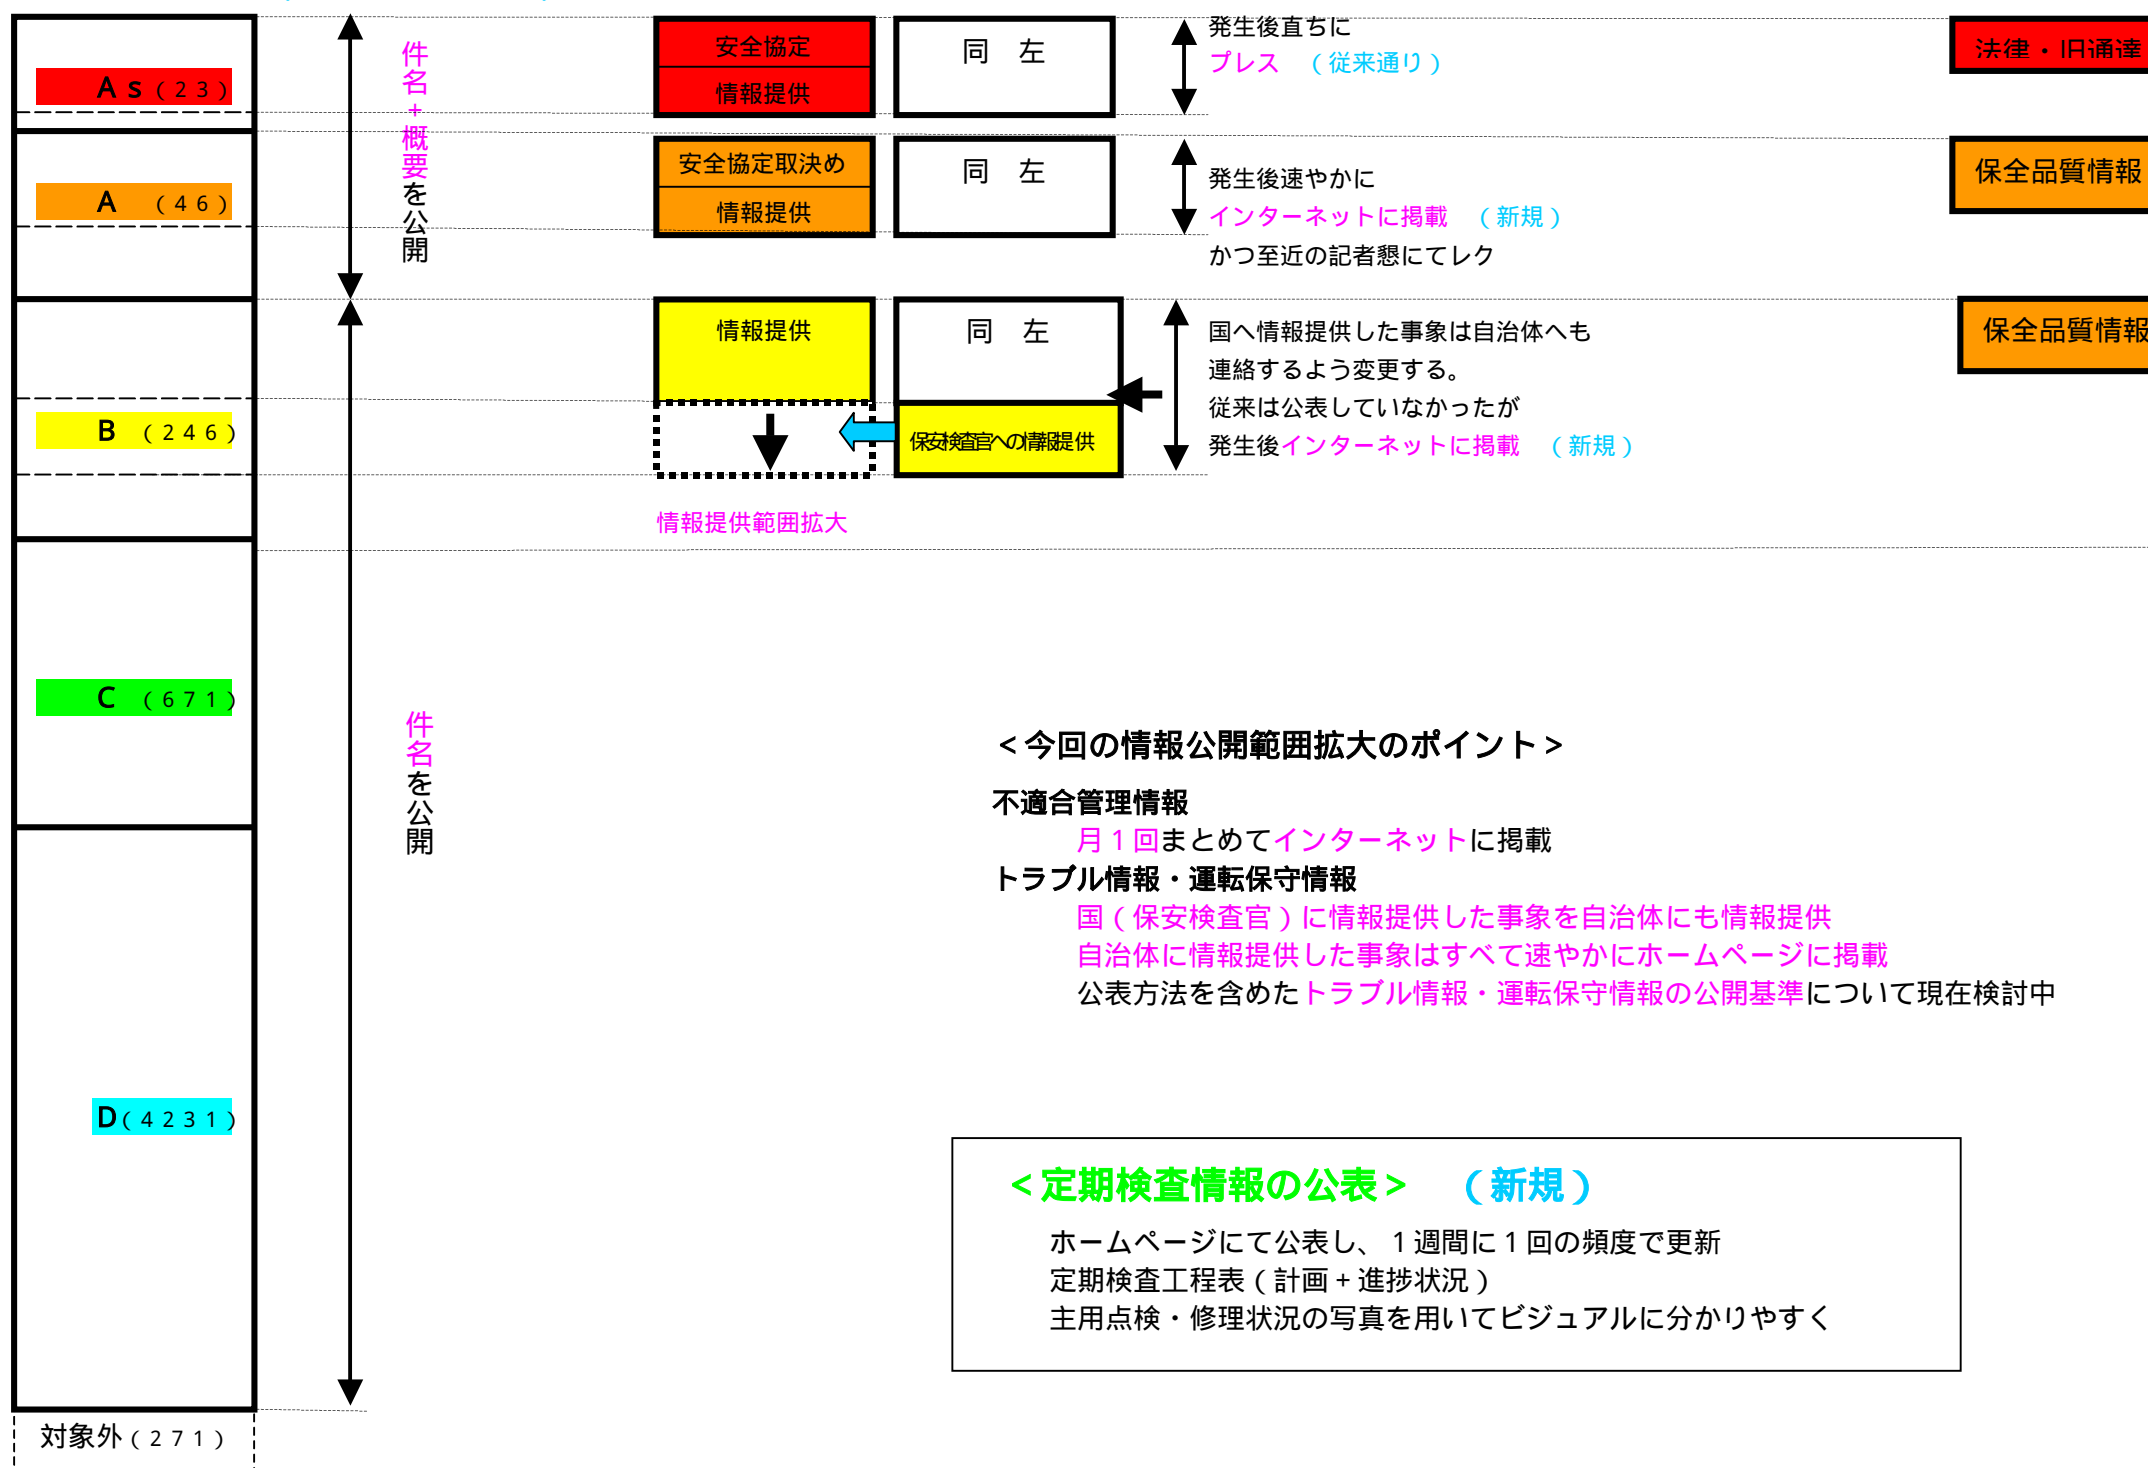 As(23)
A (46)
B (246)
C (671)
D(4231)
対象外(271)
件名+概要を公開
件名を公開
安全協定
情報提供
同 左
発生後直ちに
プレス (従来通り)
法律・旧通達
安全協定取決め
情報提供
同 左
発生後速やかに
インターネットに掲載 (新規)
かつ至近の記者懇にてレク
保全品質情報
情報提供
同 左
保安検査官への情報提供
情報提供範囲拡大
国へ情報提供した事象は自治体へも
連絡するよう変更する。
従来は公表していなかったが
発生後インターネットに掲載 (新規)
保全品質情報
<今回の情報公開範囲拡大のポイント>
不適合管理情報
月1回まとめてインターネットに掲載
トラブル情報・運転保守情報
国(保安検査官)に情報提供した事象を自治体にも情報提供
自治体に情報提供した事象はすべて速やかにホームページに掲載
公表方法を含めたトラブル情報・運転保守情報の公開基準について現在検討中
<定期検査情報の公表> (新規)
ホームページにて公表し、1週間に1回の頻度で更新
定期検査工程表(計画+進捗状況)
主用点検・修理状況の写真を用いてビジュアルに分かりやすく